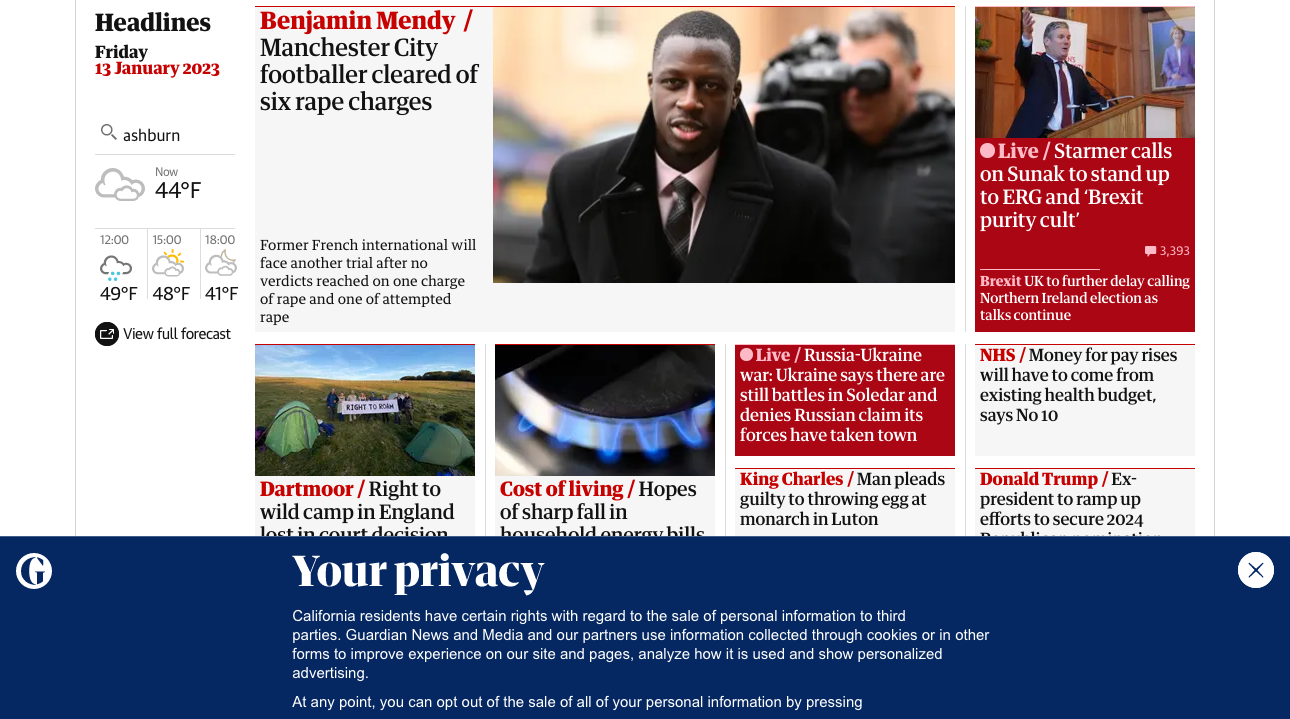 Headlines
Friday
13 January 2023
ashburn
Now
44°F
12:00
15:00
18:00
49°F
48°F
41°F
View full forecast
Benjamin Mendy /
Manchester City
footballer cleared of
six rape charges
Former French international will
face another trial after no
verdicts reached on one charge
of rape and one of attempted
rape
Live / Starmer calls
on Sunak to stand up
to ERG and ‘Brexit
purity cult’
3,393
Brexit UK to further delay calling
Northern Ireland election as
talks continue
RIGHT TO ROAM
Dartmoor / Right to
wild camp in England
lost in court decision
Cost of living / Hopes
of sharp fall in
household energy bills
Live / Russia-Ukraine
war: Ukraine says there are
still battles in Soledar and
denies Russian claim its
forces have taken town
King Charles / Man pleads
guilty to throwing egg at
monarch in Luton
NHS / Money for pay rises
will have to come from
existing health budget,
says No 10
Donald Trump / Ex-
president to ramp up
efforts to secure 2024
Republican nomination
G
Your privacy
California residents have certain rights with regard to the sale of personal information to third
parties. Guardian News and Media and our partners use information collected through cookies or in other
forms to improve experience on our site and pages, analyze how it is used and show personalized
advertising.
At any point, you can opt out of the sale of all of your personal information by pressing